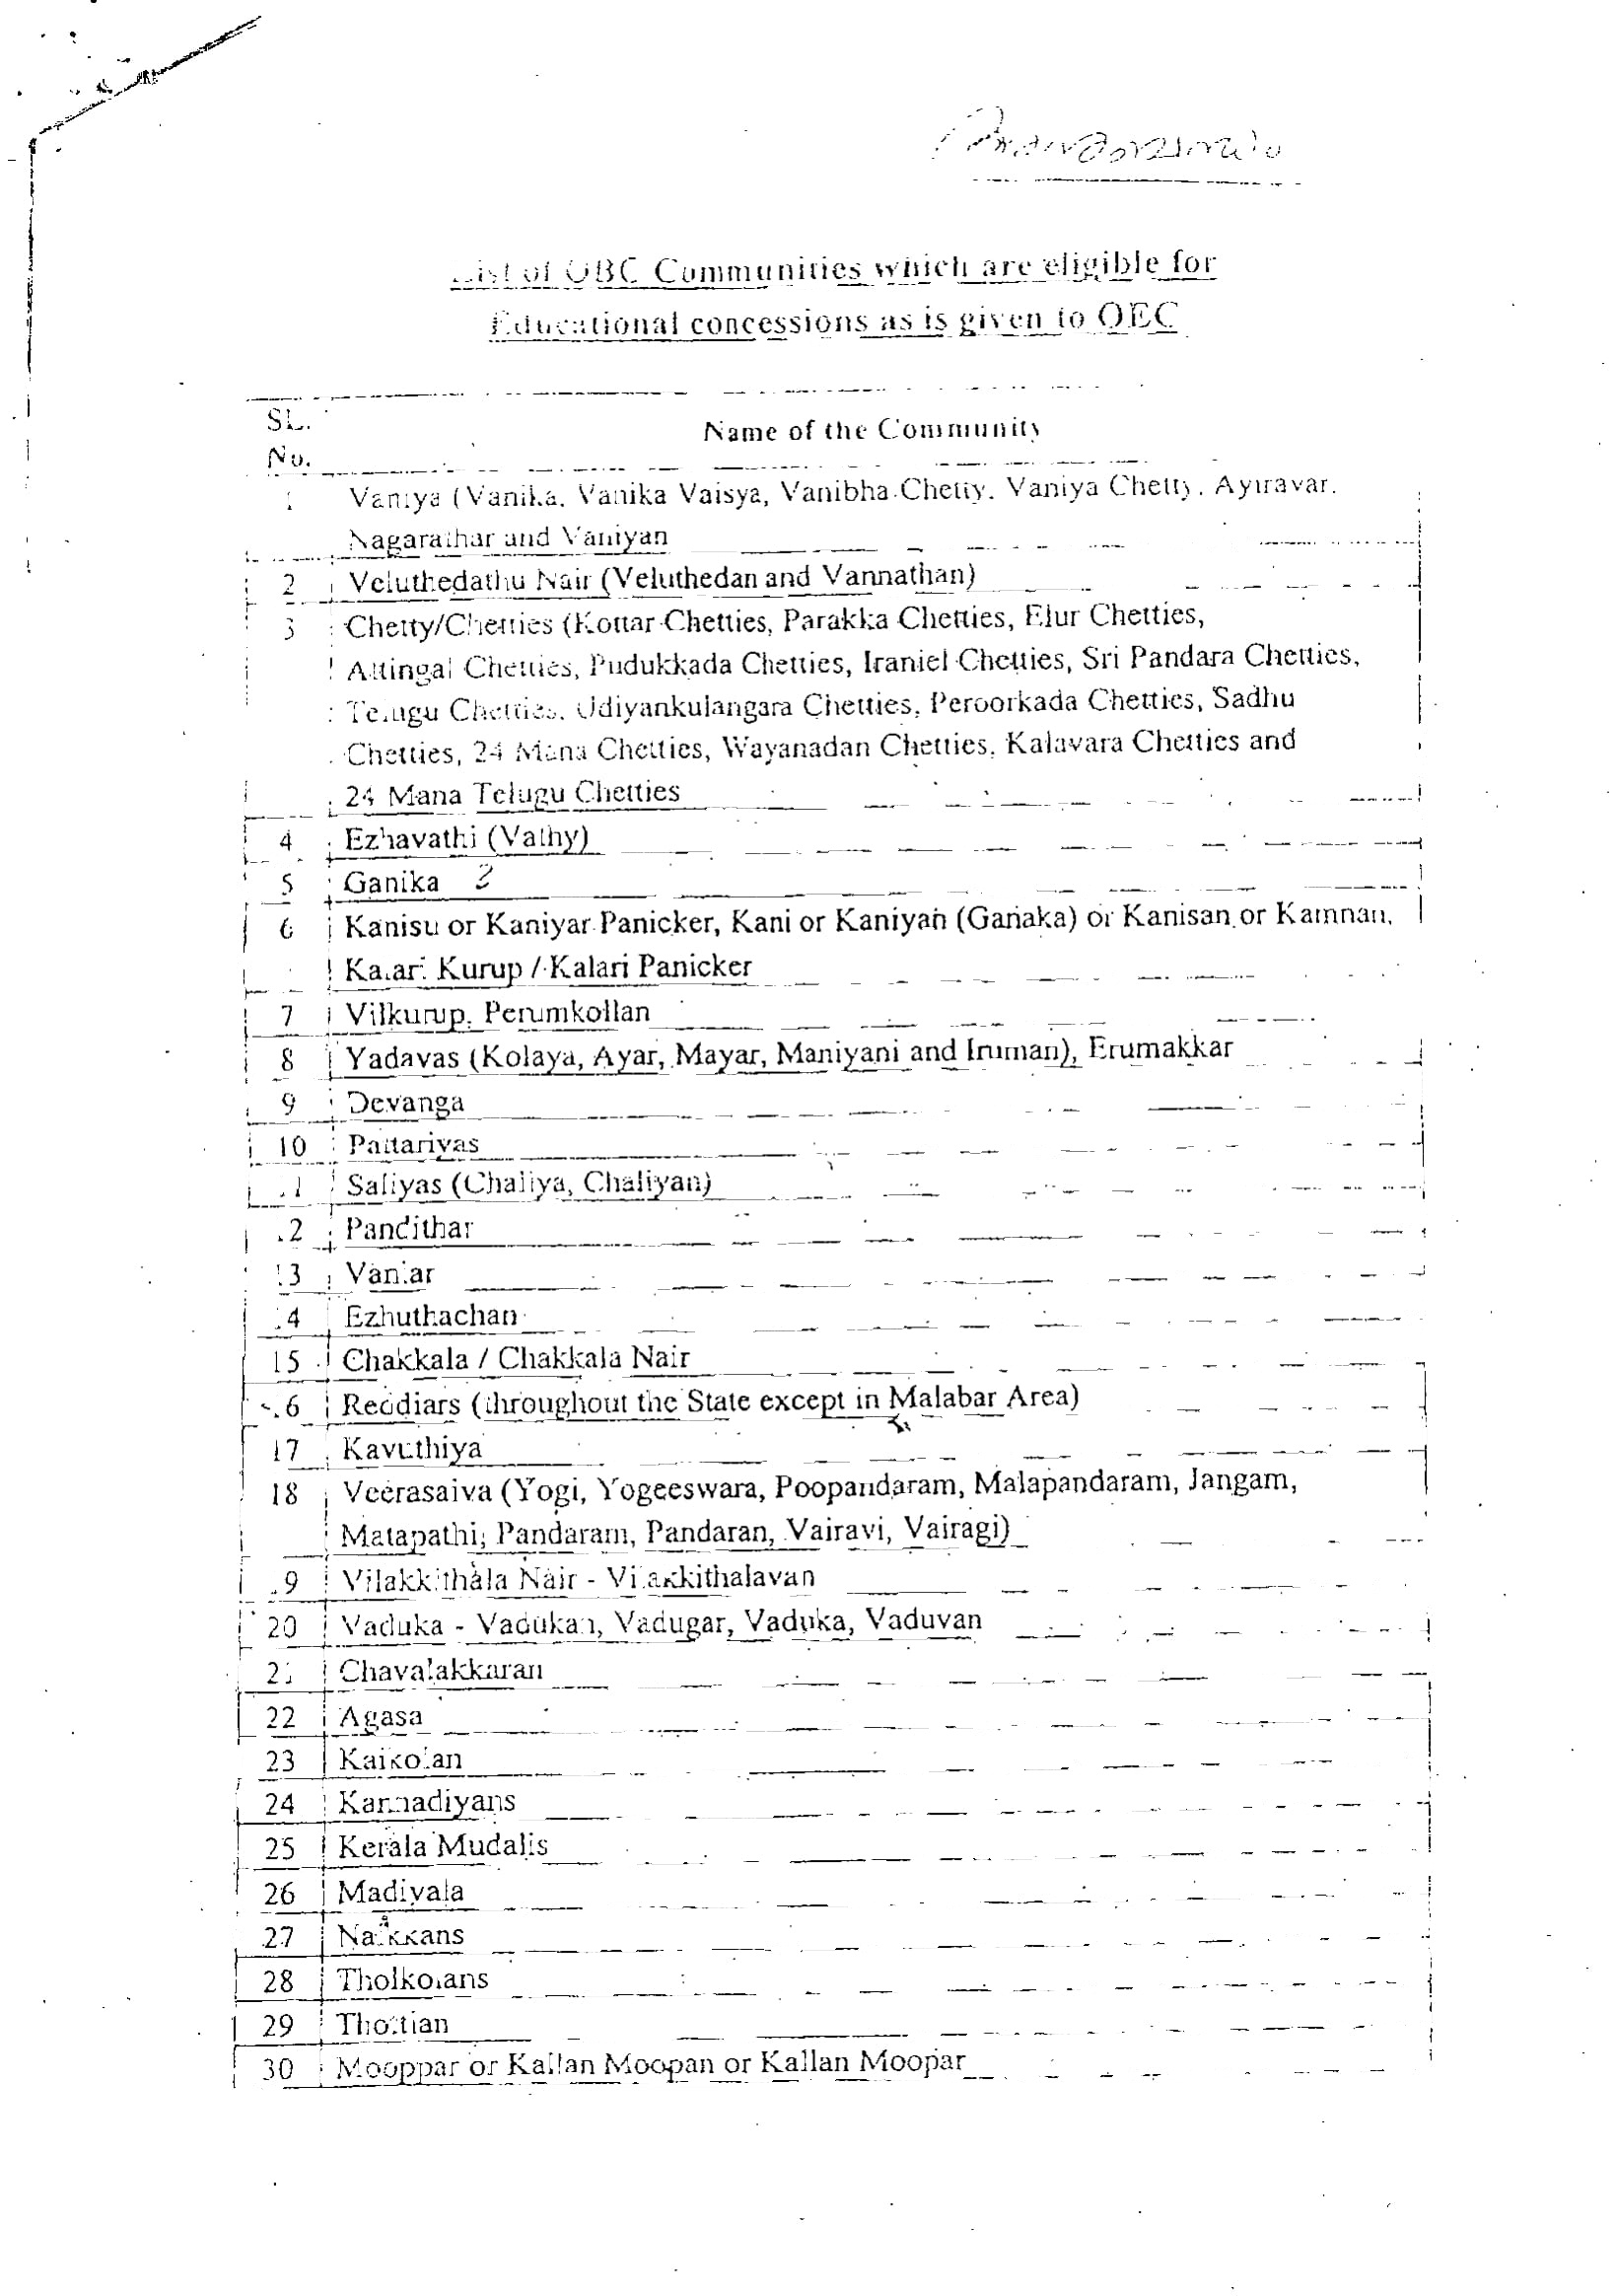 List of OBC Communities which are eligible for
Educational concessions as is given to OEC
SL.
No.
Name of the Community
1 Vaniya (Vanika, Vanika Vaisya, Vanibha Chetty, Vaniya Chetty, Ayiravar,
Nagarathar and Vaniyan
2 Veluthedathu Nair (Veluthedan and Vannathan)
3 Chetty/Chetties (Kottar Chetties, Parakka Chetties, Elur Chetties,
Attingal Chetties, Pudukkada Chetties, Iraniel Chetties, Sri Pandara Chetties,
Telugu Chetties, Udiyankulangara Chetties, Peroorkada Chetties, Sadhu
Chetties, 24 Mana Chetties, Wayanadan Chetties, Kalavara Chetties and
24 Mana Telugu Chetties
4 Ezhavathi (Vathy)
5 Ganika
6 Kanisu or Kaniyar Panicker, Kani or Kaniyan (Ganaka) or Kanisan or Kamnan,
Kalari Kurup / Kalari Panicker
7 Vilkurup, Perumkollan
8 Yadavas (Kolaya, Ayar, Mayar, Maniyani and Iruman), Erumakkar
9 Devanga
10 Pattariyas
11 Saliyas (Chaliya, Chaliyan)
12 Pandithar
13 Vaniar
14 Ezhuthachan
15 Chakkala / Chakkala Nair
16 Reddiars (throughout the State except in Malabar Area)
17 Kavuthiya
18 Veerasaiva (Yogi, Yogeeswara, Poopandaram, Malapandaram, Jangam,
Matapathi, Pandaram, Pandaran, Vairavi, Vairagi)
19 Vilakkithala Nair - Vilakkithalavan
20 Vaduka - Vadukan, Vadugar, Vaduka, Vaduvan
21 Chavalakkaran
22 Agasa
23 Kaikolan
24 Kannadiyans
25 Kerala Mudalis
26 Madivala
27 Naikkans
28 Tholkolans
29 Thottian
30 Mooppar or Kallan Moopan or Kallan Moopar